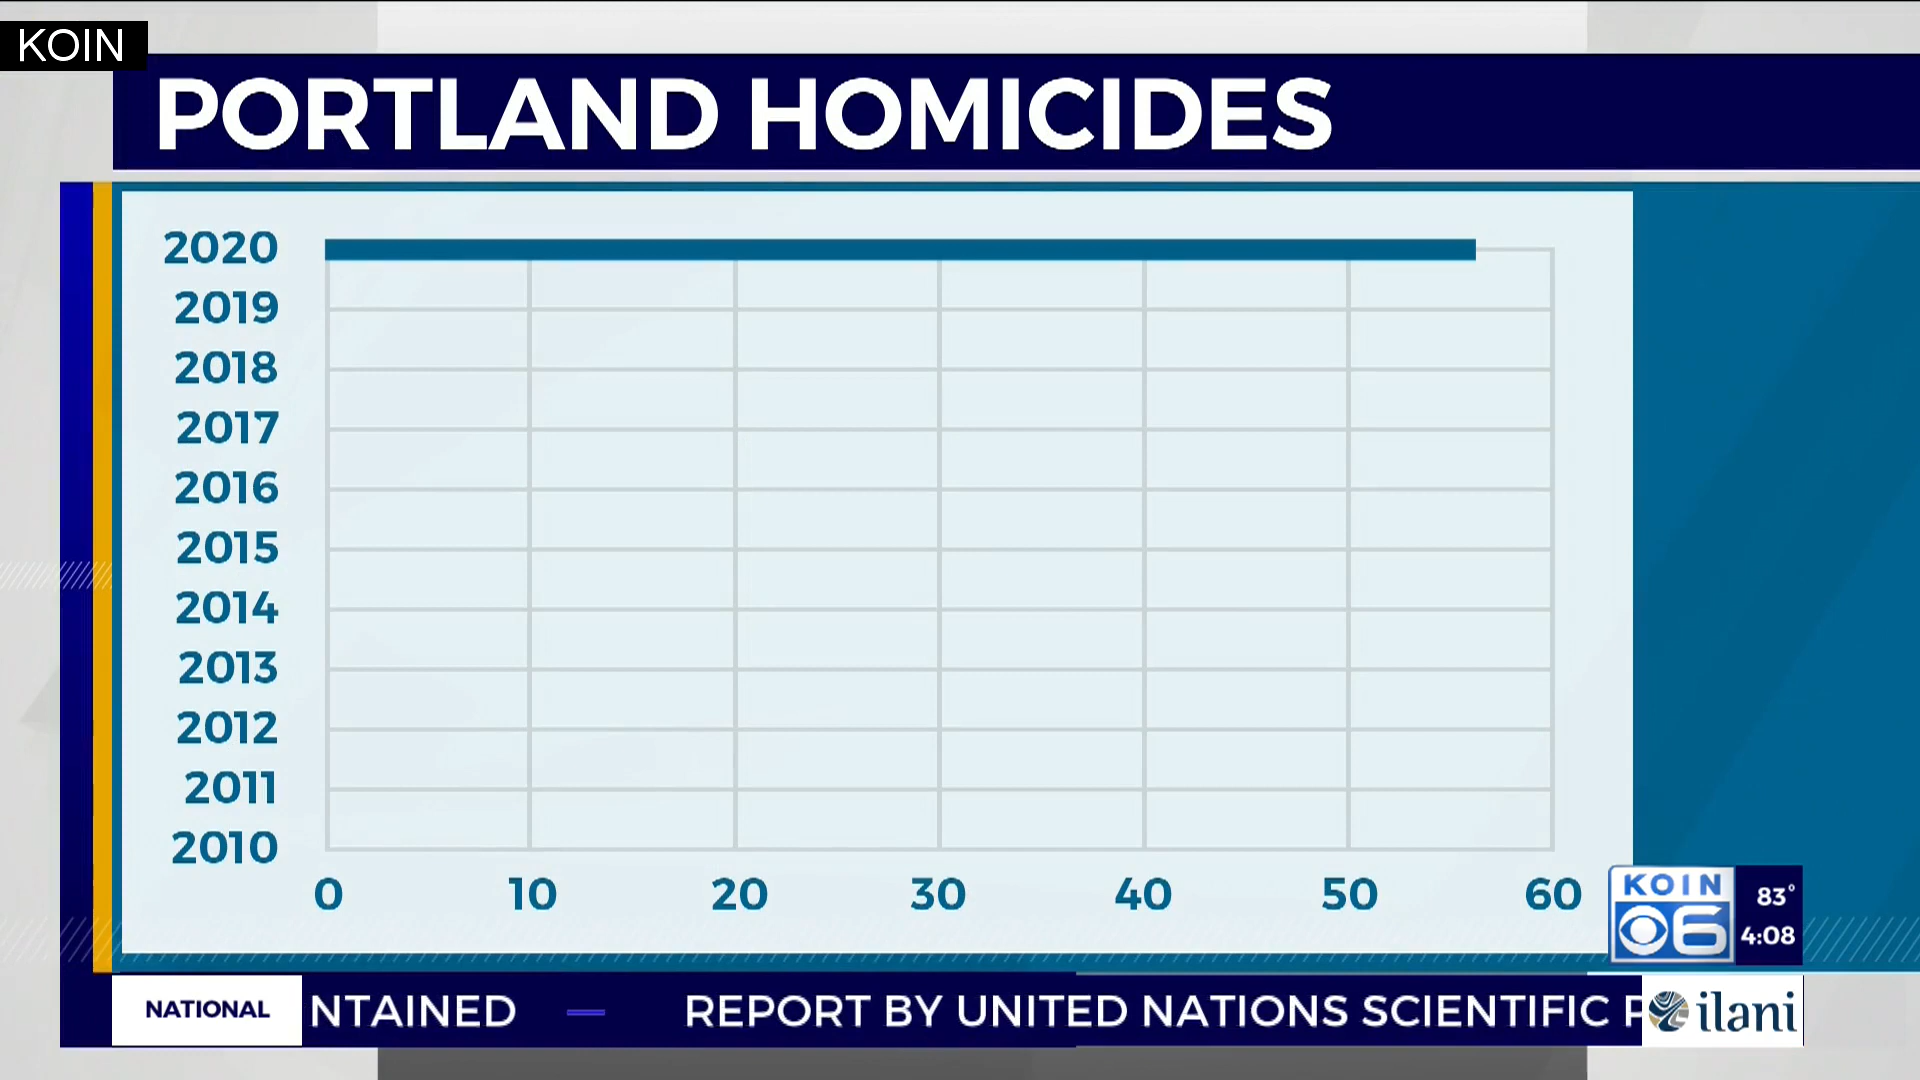 KOIN
PORTLAND HOMICIDES
2020
2019
2018
2017
2016
2015
2014
2013
2012
2011
2010
0 10 20 30 40 50 60
KOIN
6
83°
4:08
NATIONAL
NTAINED — REPORT BY UNITED NATIONS SCIENTIFIC P
ilani